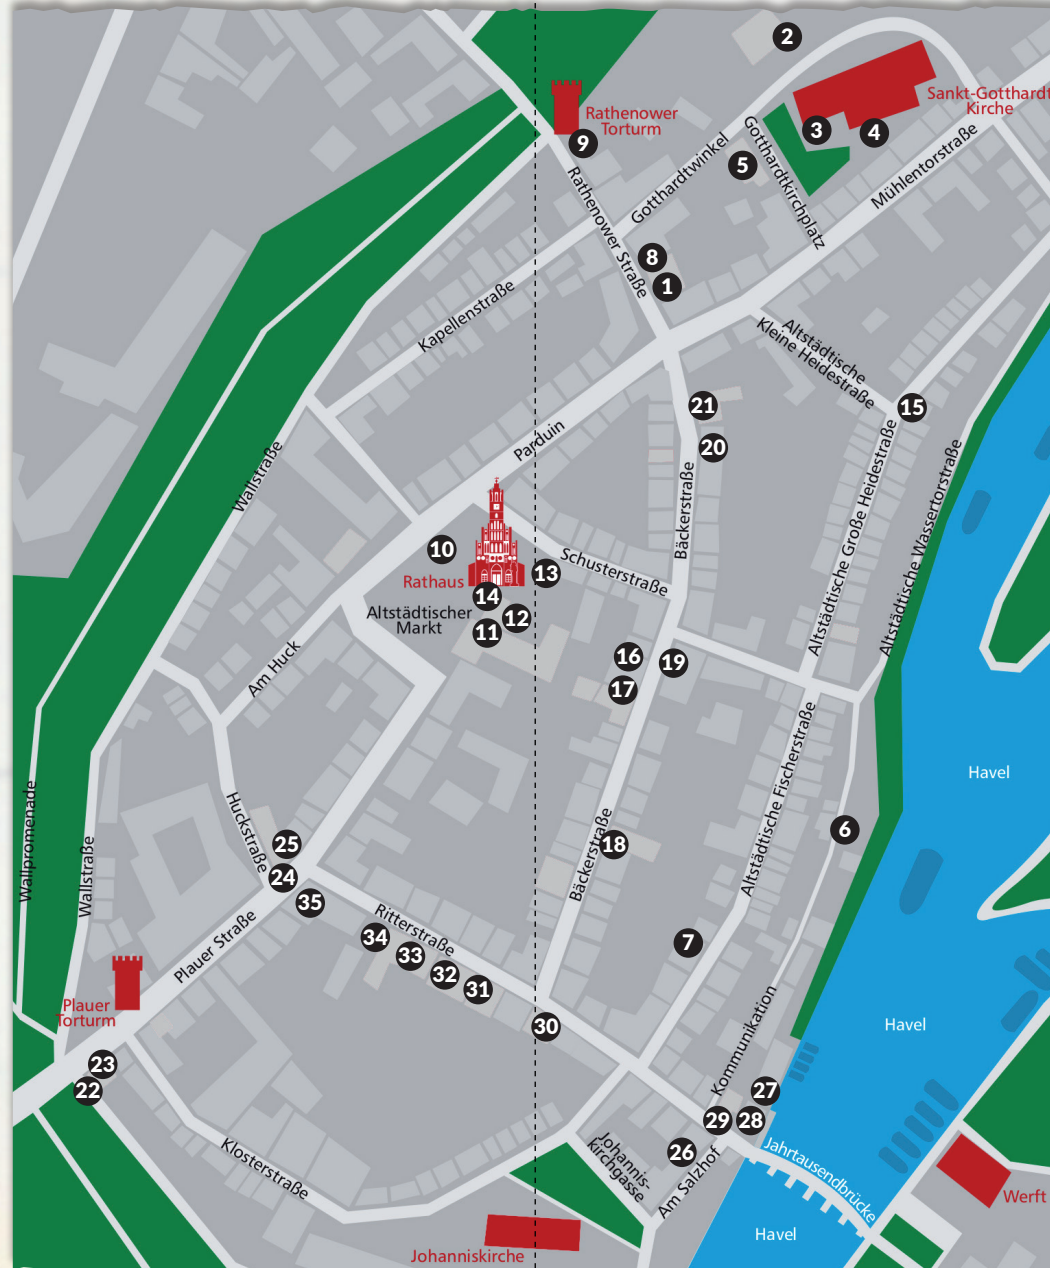 2
Sankt-Gotthardt
Kirche
Rathenower
Torturm
3
4
9
5
Gotthardtwinkel
Gotthardtkirchplatz
Mühlentorstraße
Rathenower Straße
8
1
Kapellenstraße
Altstädtische
Kleine Heidestraße
21
15
20
Parduin
Wallstraße
Bäckerstraße
Altstädtische Große Heidestraße
Altstädtische Wassertorstraße
10
Rathaus
13
Schusterstraße
14
Altstädtischer
Markt
12
11
16
19
17
Am Huck
Havel
Altstädtische Fischerstraße
Wallpromenade
Wallstraße
Huckstraße
25
24
35
Bäckerstraße
18
6
Ritterstraße
34
33
32
31
7
Plauer Straße
Plauer
Torturm
30
Havel
Kommunikation
23
22
27
29
28
26
Johannis-
kirchgasse
Am Salzhof
Jahrtausendbrücke
Klosterstraße
Werft
Johanniskirche
Havel